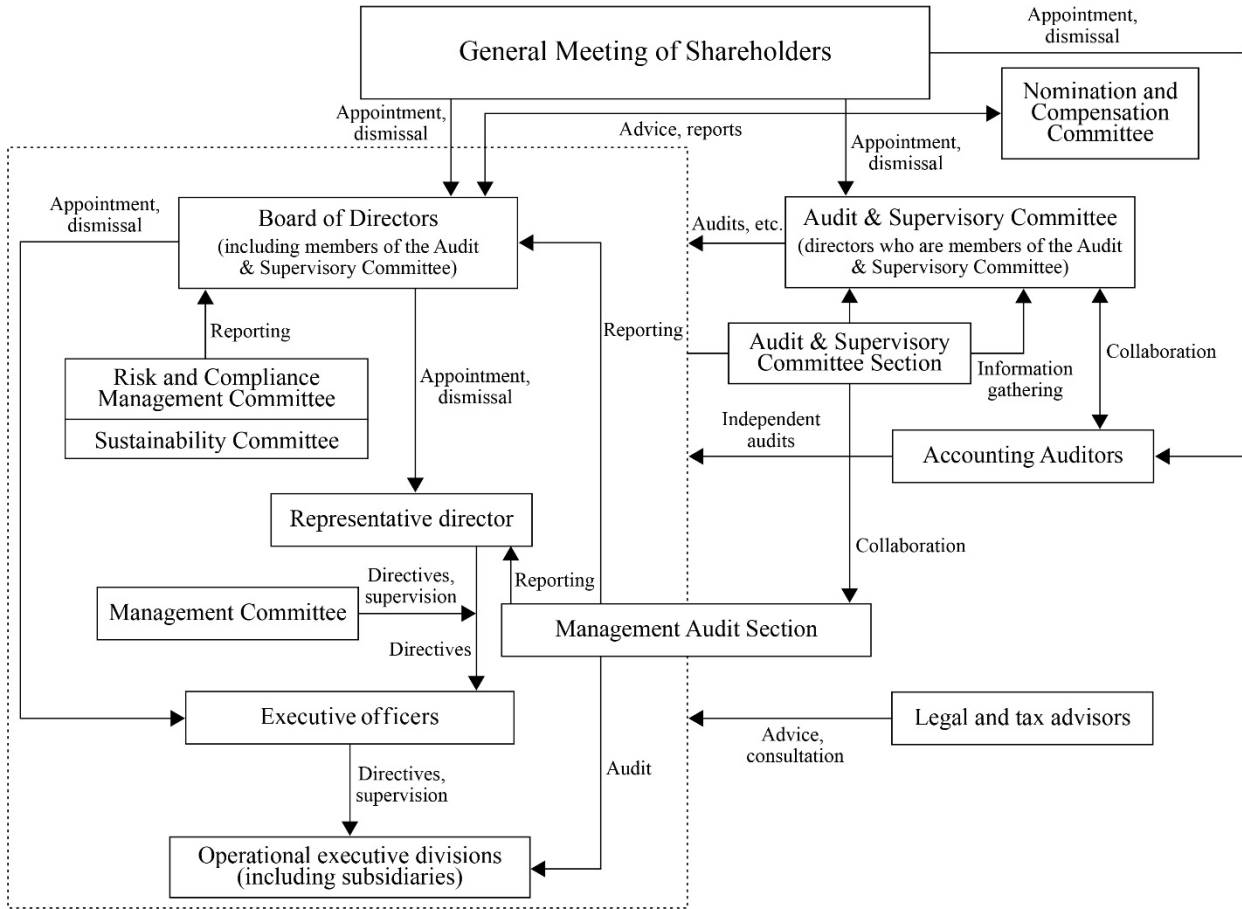 General Meeting of Shareholders
Appointment,
dismissal
Nomination and
Compensation
Committee
Appointment,
dismissal
Advice, reports
Appointment,
dismissal
Appointment,
dismissal
Board of Directors
(including members of the Audit
& Supervisory Committee)
Audits, etc.
Audit & Supervisory Committee
(directors who are members of the Audit
& Supervisory Committee)
Reporting
Reporting
Audit & Supervisory
Committee Section
Information
gathering
Collaboration
Risk and Compliance
Management Committee
Sustainability Committee
Appointment,
dismissal
Independent
audits
Accounting Auditors
Representative director
Collaboration
Directives,
supervision
Reporting
Management Committee
Management Audit Section
Directives
Executive officers
Legal and tax advisors
Advice,
consultation
Directives,
supervision
Audit
Operational executive divisions
(including subsidiaries)